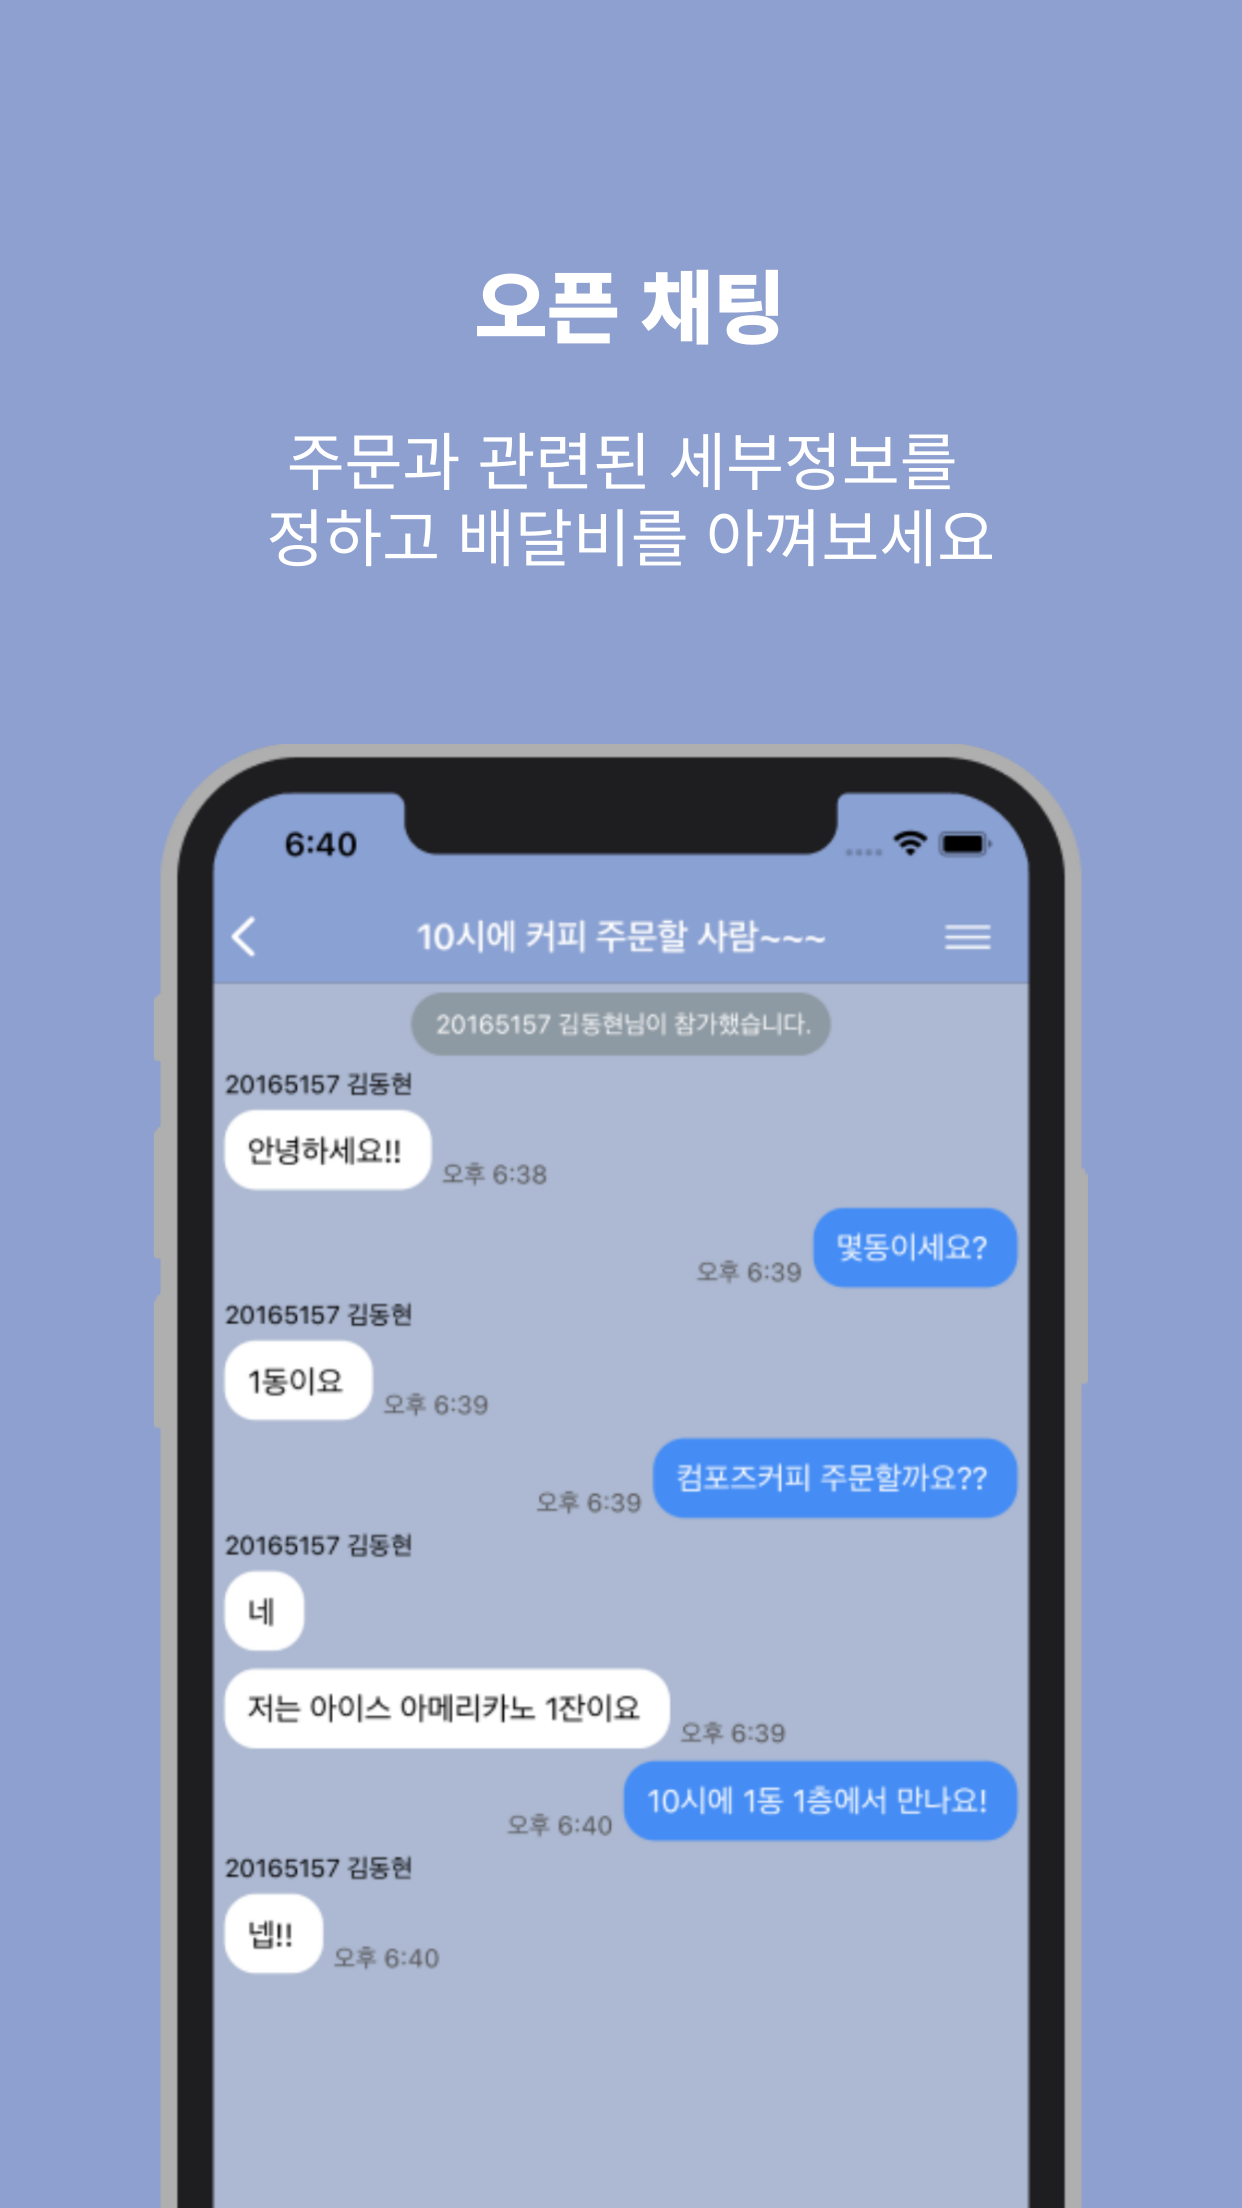 오픈 채팅
주문과 관련된 세부정보를
정하고 배달비를 아껴보세요
6:40
10시에 커피 주문할 사람~~~
20165157 김동현님이 참가했습니다.
20165157 김동현
안녕하세요!!
오후 6:38
몇동이세요?
오후 6:39
20165157 김동현
1동이요
오후 6:39
컴포즈커피 주문할까요??
오후 6:39
20165157 김동현
네
저는 아이스 아메리카노 1잔이요
오후 6:39
10시에 1동 1층에서 만나요!
오후 6:40
20165157 김동현
넵!!
오후 6:40